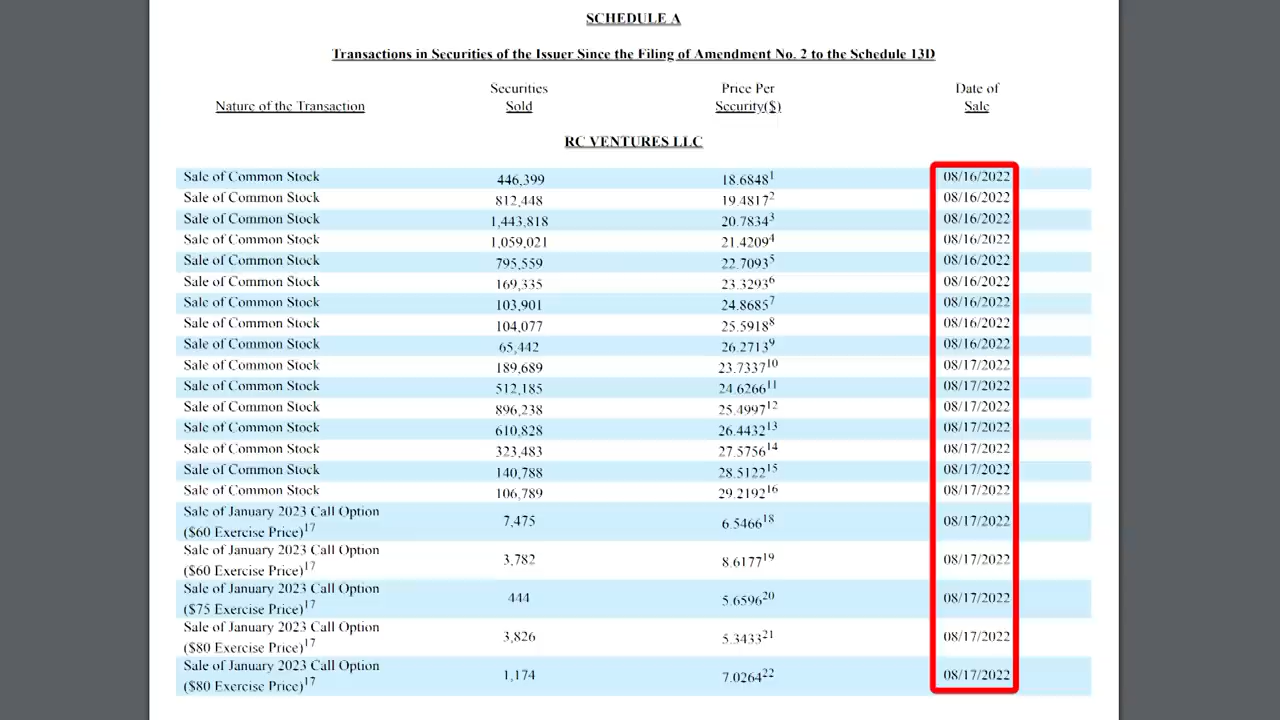 SCHEDULE A
Transactions in Securities of the Issuer Since the Filing of Amendment No. 2 to the Schedule 13D
Nature of the Transaction Securities Sold Price Per Security($) Date of Sale
RC VENTURES LLC
Sale of Common Stock 446,399 18.6848¹ 08/16/2022
Sale of Common Stock 812,448 19.4817² 08/16/2022
Sale of Common Stock 1,443,818 20.7834³ 08/16/2022
Sale of Common Stock 1,059,021 21.4209⁴ 08/16/2022
Sale of Common Stock 795,559 22.7093⁵ 08/16/2022
Sale of Common Stock 169,335 23.3293⁶ 08/16/2022
Sale of Common Stock 103,901 24.8685⁷ 08/16/2022
Sale of Common Stock 104,077 25.5918⁸ 08/16/2022
Sale of Common Stock 65,442 26.2713⁹ 08/16/2022
Sale of Common Stock 189,689 23.7337¹⁰ 08/17/2022
Sale of Common Stock 512,185 24.6266¹¹ 08/17/2022
Sale of Common Stock 896,238 25.4997¹² 08/17/2022
Sale of Common Stock 610,828 26.4432¹³ 08/17/2022
Sale of Common Stock 323,483 27.5756¹⁴ 08/17/2022
Sale of Common Stock 140,788 28.5122¹⁵ 08/17/2022
Sale of Common Stock 106,789 29.2192¹⁶ 08/17/2022
Sale of January 2023 Call Option
($60 Exercise Price)¹⁷ 7,475 6.5466¹⁸ 08/17/2022
Sale of January 2023 Call Option
($60 Exercise Price)¹⁷ 3,782 8.6177¹⁹ 08/17/2022
Sale of January 2023 Call Option
($75 Exercise Price)¹⁷ 444 5.6596²⁰ 08/17/2022
Sale of January 2023 Call Option
($80 Exercise Price)¹⁷ 3,826 5.3433²¹ 08/17/2022
Sale of January 2023 Call Option
($80 Exercise Price)¹⁷ 1,174 7.0264²² 08/17/2022